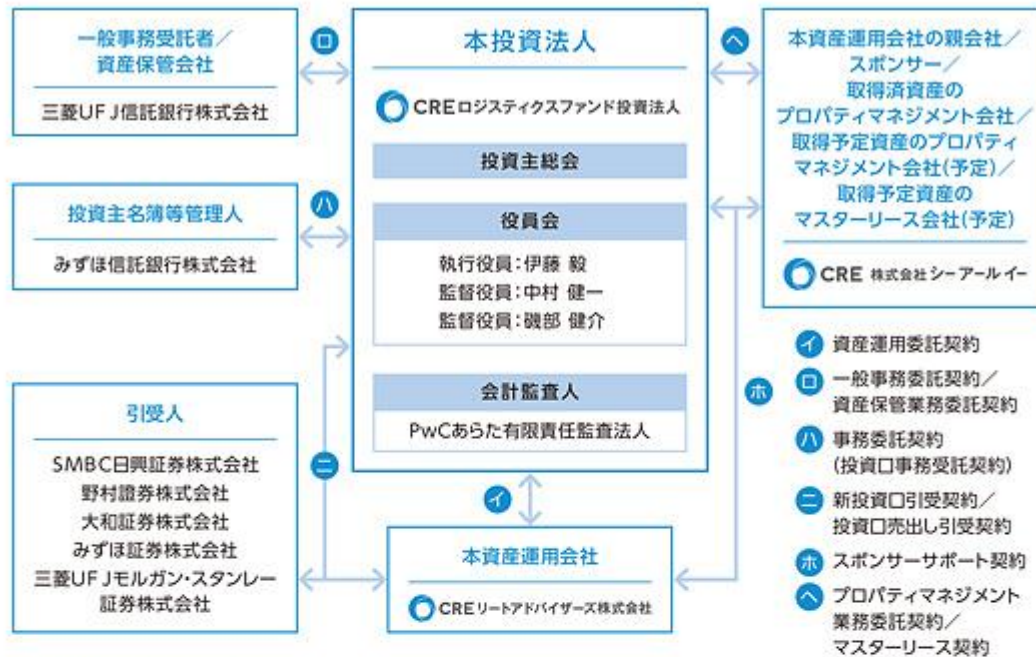 一般事務受託者／
資産保管会社
三菱UFJ信託銀行株式会社
ロ
投資主名簿等管理人
みずほ信託銀行株式会社
ハ
引受人
SMBC日興証券株式会社
野村證券株式会社
大和証券株式会社
みずほ証券株式会社
三菱UFJモルガン・スタンレー
証券株式会社
ニ
本投資法人
CREロジスティクスファンド投資法人
投資主総会
役員会
執行役員：伊藤 毅
監督役員：中村 健一
監督役員：磯部 健介
会計監査人
PwCあらた有限責任監査法人
イ
本資産運用会社
CREリートアドバイザーズ株式会社
ヘ
本資産運用会社の親会社／
スポンサー／
取得済資産の
プロパティマネジメント会社／
取得予定資産のプロパティ
マネジメント会社(予定)／
取得予定資産の
マスターリース会社(予定)
CRE 株式会社シーアールイー
ホ
イ 資産運用委託契約
ロ 一般事務委託契約／
資産保管業務委託契約
ハ 事務委託契約
(投資口事務受託契約)
ニ 新投資口引受契約／
投資口売出し引受契約
ホ スポンサーサポート契約
ヘ プロパティマネジメント
業務委託契約／
マスターリース契約